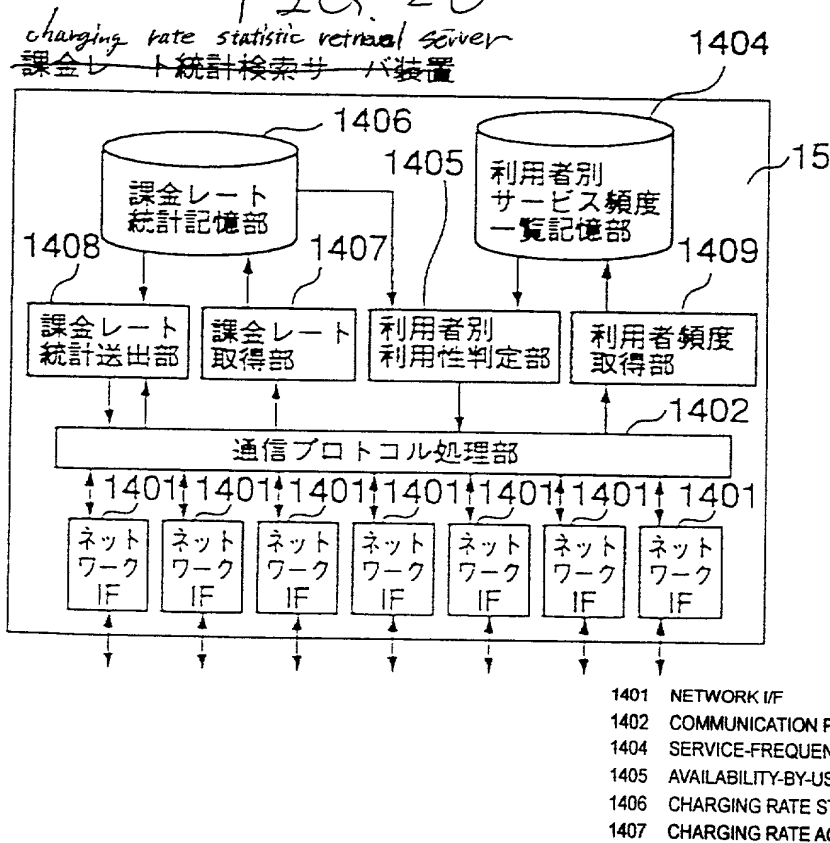 FIG. 20
charging rate statistic retrieval server
課金レート統計検索サーバ装置
1404
1406
15
1405
課金レート
統計記憶部
利用者別
サービス頻度
一覧記憶部
1408
1407
1409
課金レート
統計送出部
課金レート
取得部
利用者別
利用性判定部
利用者頻度
取得部
1402
通信プロトコル処理部
1401 1401 1401 1401 1401 1401 1401
ネット
ワーク
IF
ネット
ワーク
IF
ネット
ワーク
IF
ネット
ワーク
IF
ネット
ワーク
IF
ネット
ワーク
IF
ネット
ワーク
IF
1401 NETWORK I/F
1402 COMMUNICATION
1404 SERVICE-FREQUEN
1405 AVAILABILITY-BY-US
1406 CHARGING RATE ST
1407 CHARGING RATE AC